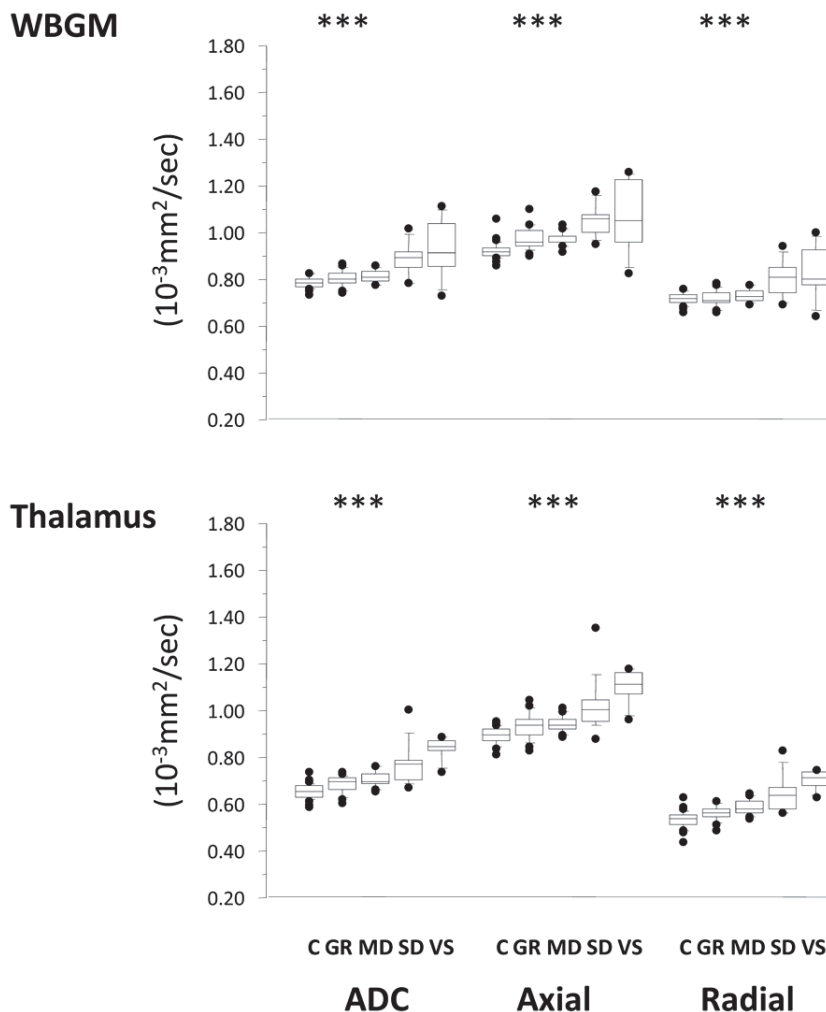 WBGM
*** *** ***
1.80
1.60
1.40
1.20
1.00
0.80
0.60
0.40
0.20
(10⁻³mm²/sec)
Thalamus
*** *** ***
1.80
1.60
1.40
1.20
1.00
0.80
0.60
0.40
0.20
(10⁻³mm²/sec)
C GR MD SD VS C GR MD SD VS C GR MD SD VS
ADC Axial Radial